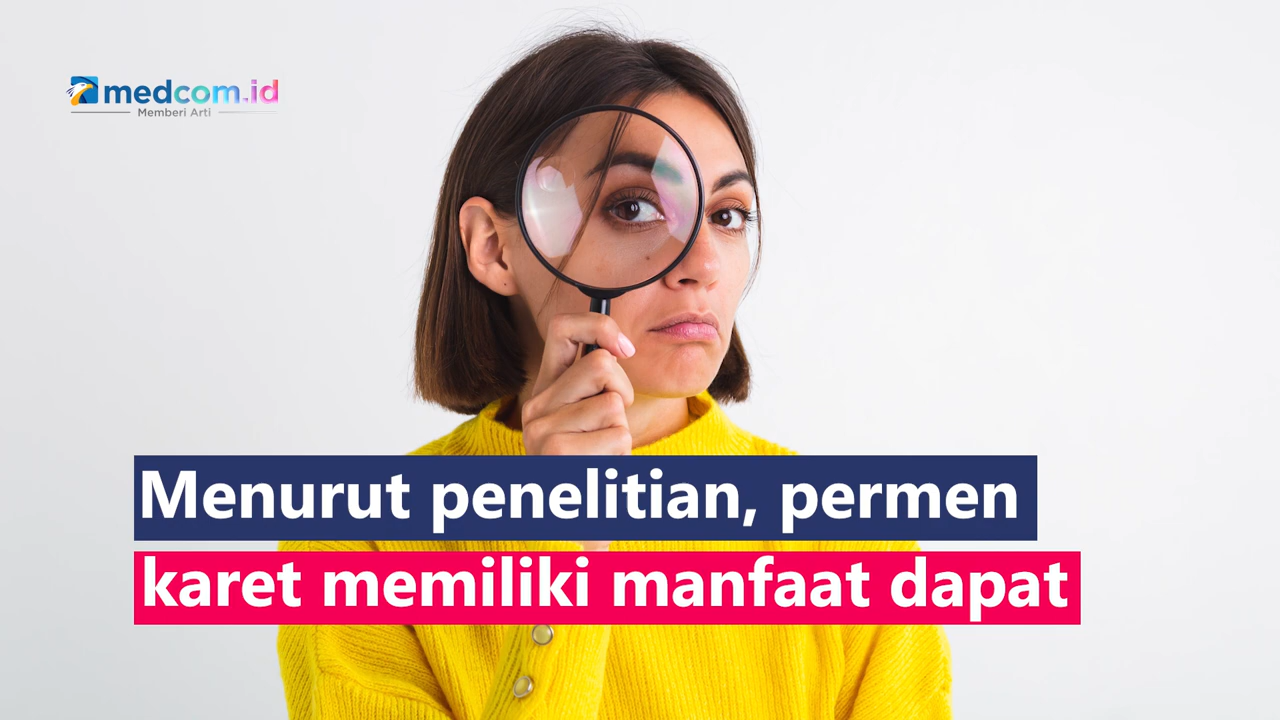 medcom.id
Memberi Arti
Menurut penelitian, permen
karet memiliki manfaat dapat